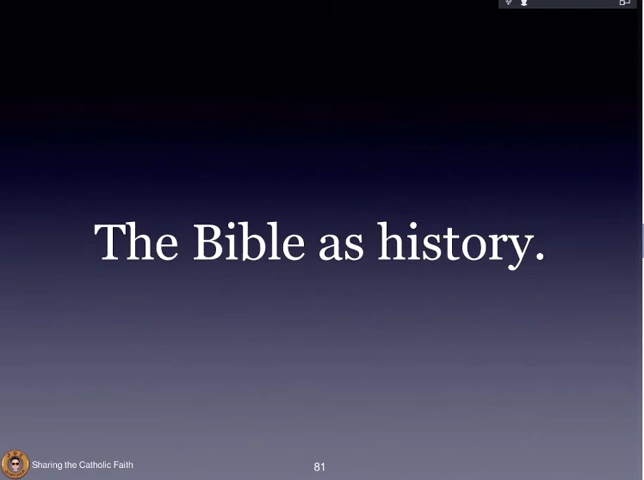 The Bible as history.
Sharing the Catholic Faith
81